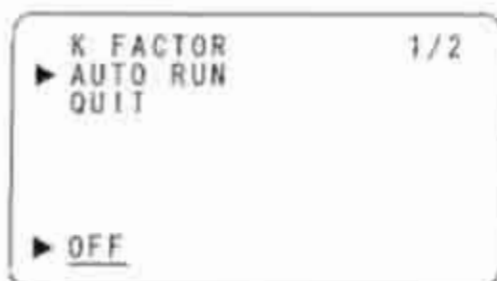 K FACTOR 1/2
▶ AUTO RUN
QUIT
▶ OFF